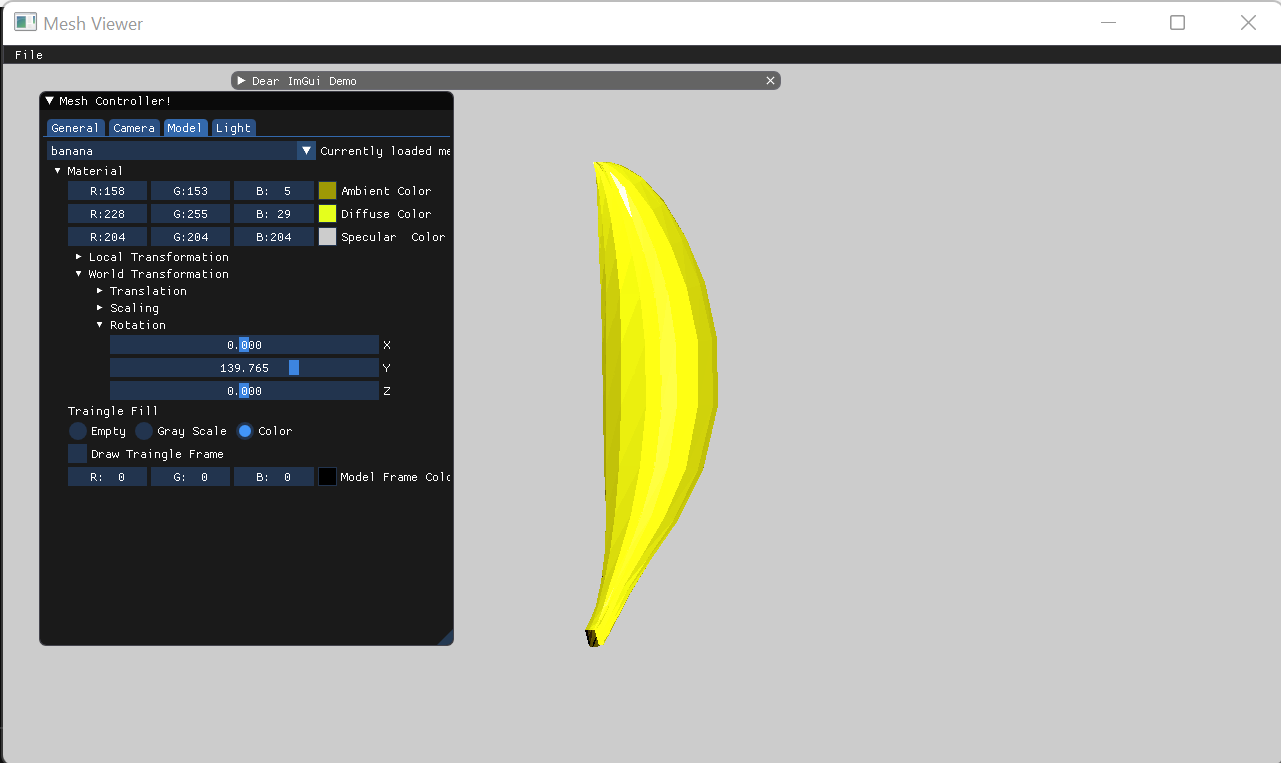 Mesh Viewer
File
Dear ImGui Demo
Mesh Controller!
General Camera Model Light
banana Currently loaded me
Material
R:158 G:153 B: 5 Ambient Color
R:228 G:255 B: 29 Diffuse Color
R:204 G:204 B:204 Specular Color
Local Transformation
World Transformation
Translation
Scaling
Rotation
0.000 X
139.765 Y
0.000 Z
Traingle Fill
Empty Gray Scale Color
Draw Traingle Frame
R: 0 G: 0 B: 0 Model Frame Colo